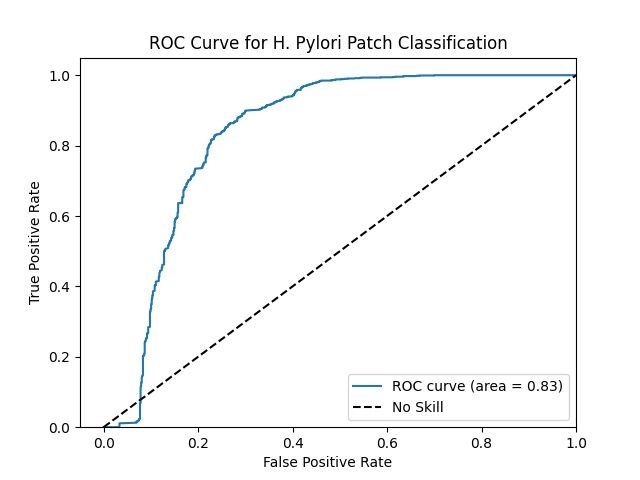 ROC Curve for H. Pylori Patch Classification
1.0
0.8
0.6
0.4
0.2
0.0
True Positive Rate
ROC curve (area = 0.83)
No Skill
0.0 0.2 0.4 0.6 0.8 1.0
False Positive Rate